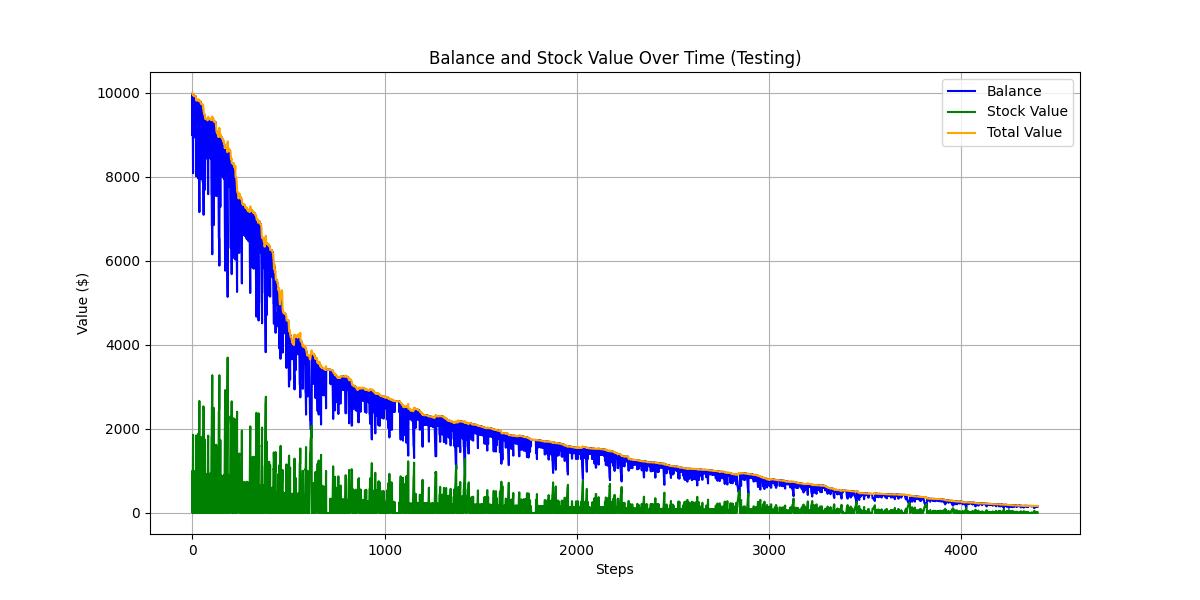 Balance and Stock Value Over Time (Testing)
Balance
Stock Value
Total Value
Value ($)
10000
8000
6000
4000
2000
0
0 1000 2000 3000 4000
Steps